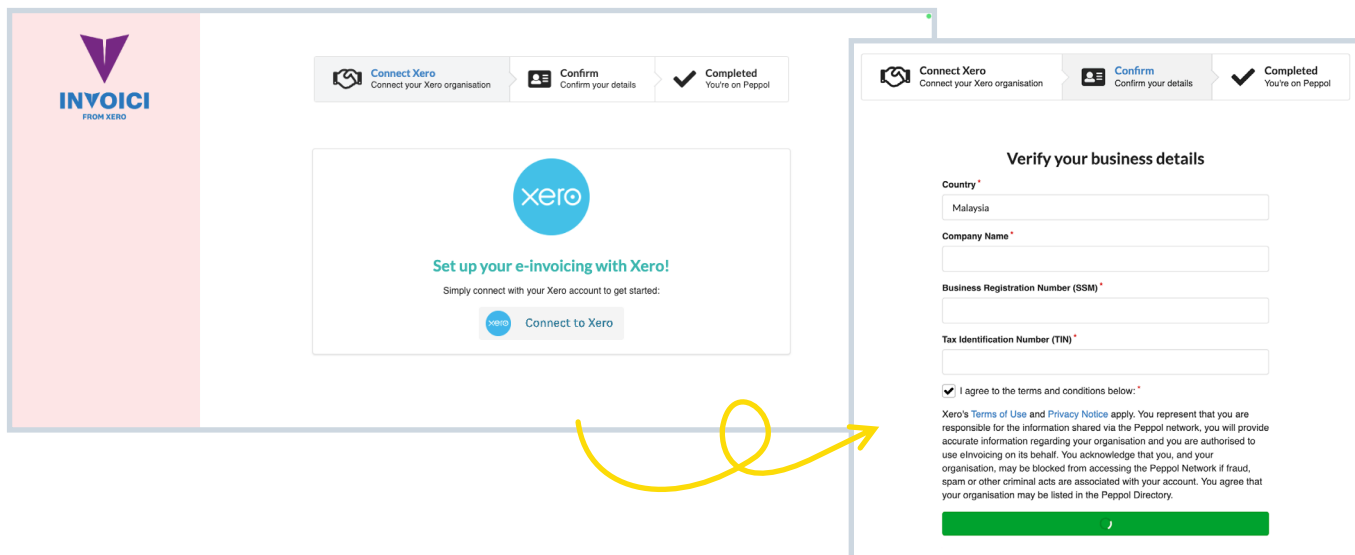 INVOICI
FROM XERO
Connect Xero
Connect your Xero organisation
Confirm
Confirm your details
Completed
You're on Peppol
xero
Set up your e-invoicing with Xero!
Simply connect with your Xero account to get started:
xero
Connect to Xero
Connect Xero
Connect your Xero organisation
Confirm
Confirm your details
Completed
You're on Peppol
Verify your business details
Country *
Malaysia
Company Name *
Business Registration Number (SSM) *
Tax Identification Number (TIN) *
I agree to the terms and conditions below: *
Xero's Terms of Use and Privacy Notice apply. You represent that you are
responsible for the information shared via the Peppol network, you will provide
accurate information regarding your organisation and you are authorised to
use eInvoicing on its behalf. You acknowledge that you, and your
organisation, may be blocked from accessing the Peppol Network if fraud,
spam or other criminal acts are associated with your account. You agree that
your organisation may be listed in the Peppol Directory.